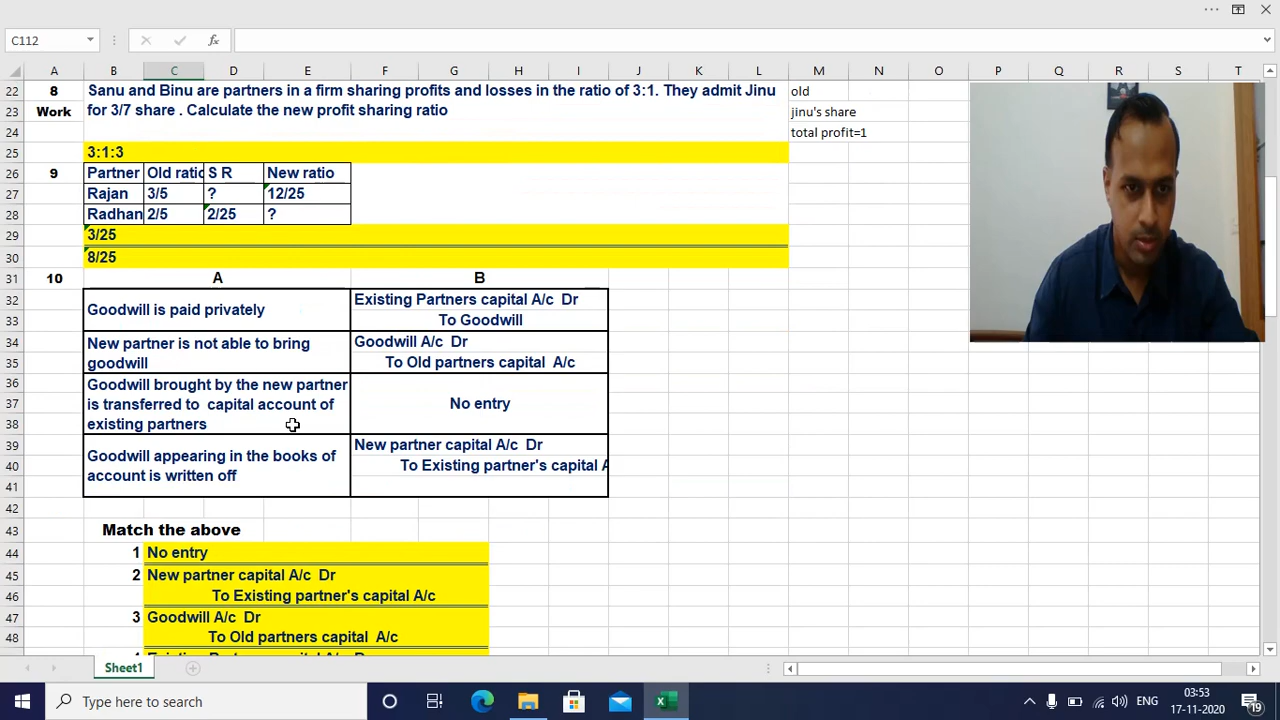 C112
fx
A B C D E F G H I J K L M N O P Q R S T
22 8 Sanu and Binu are partners in a firm sharing profits and losses in the ratio of 3:1. They admit Jinu old
23 Work for 3/7 share . Calculate the new profit sharing ratio jinu's share
24 total profit=1
25 3:1:3
26 9 Partner Old ratio S R New ratio
27 Rajan 3/5 ? 12/25
28 Radhan 2/5 2/25 ?
29 3/25
30 8/25
31 10 A B
32 Goodwill is paid privately Existing Partners capital A/c Dr
33 To Goodwill
34 New partner is not able to bring Goodwill A/c Dr
35 goodwill To Old partners capital A/c
36 Goodwill brought by the new partner
37 is transferred to capital account of No entry
38 existing partners
39 Goodwill appearing in the books of New partner capital A/c Dr
40 account is written off To Existing partner's capital A
41
42
43 Match the above
44 1 No entry
45 2 New partner capital A/c Dr
46 To Existing partner's capital A/c
47 3 Goodwill A/c Dr
48 To Old partners capital A/c
Sheet1
Type here to search
ENG
03:53
17-11-2020
19